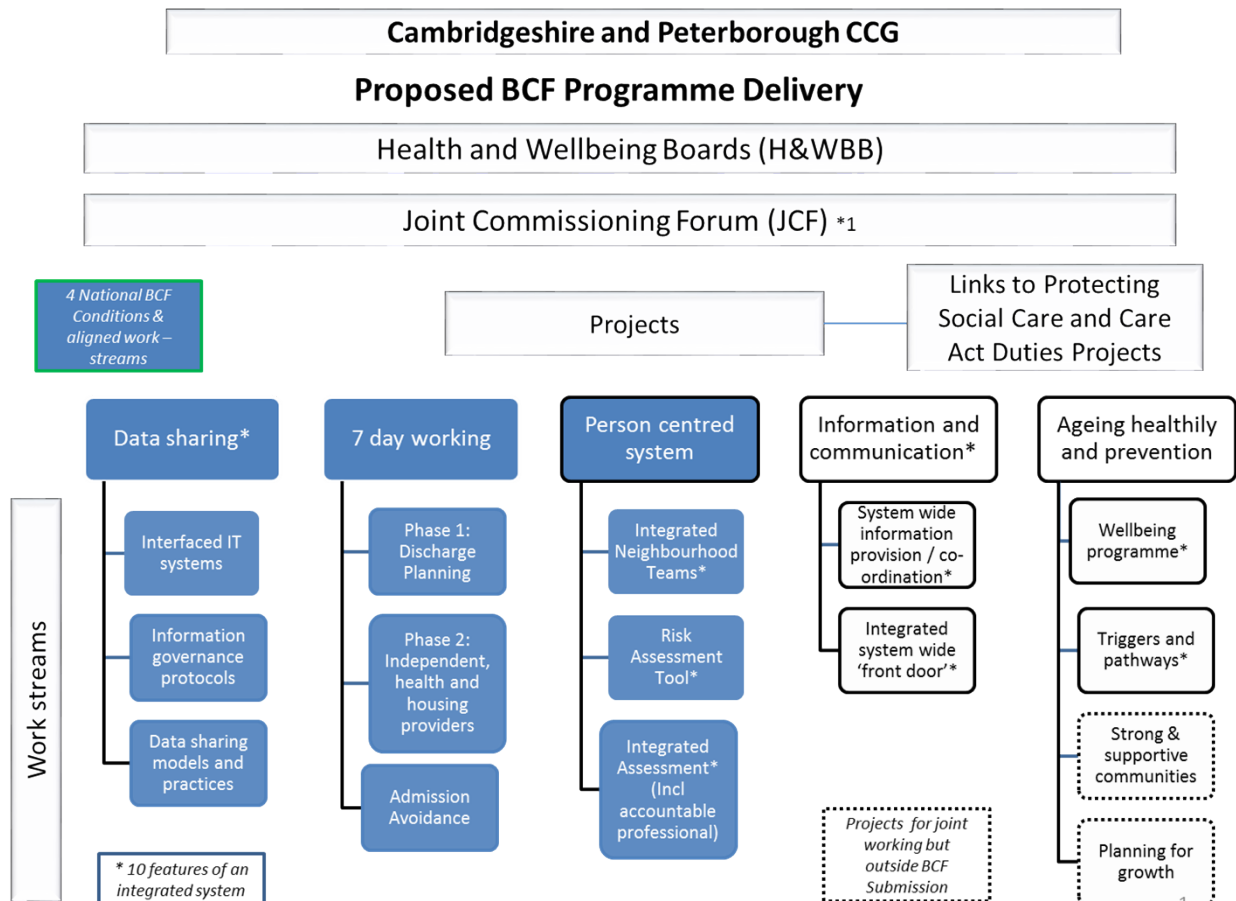 Cambridgeshire and Peterborough CCG
Proposed BCF Programme Delivery
Health and Wellbeing Boards (H&WBB)
Joint Commissioning Forum (JCF) *1
4 National BCF
Conditions &
aligned work –
streams
Projects
Links to Protecting
Social Care and Care
Act Duties Projects
Data sharing*
7 day working
Person centred
system
Information and
communication*
Ageing healthily
and prevention
Work streams
Interfaced IT
systems
Information
governance
protocols
Data sharing
models and
practices
Phase 1:
Discharge
Planning
Phase 2:
Independent,
health and
housing
providers
Admission
Avoidance
Integrated
Neighbourhood
Teams*
Risk
Assessment
Tool*
Integrated
Assessment*
(Incl
accountable
professional)
System wide
information
provision / co-
ordination*
Integrated
system wide
‘front door’*
Wellbeing
programme*
Triggers and
pathways*
Strong &
supportive
communities
Planning for
growth
* 10 features of an
integrated system
Projects for joint
working but
outside BCF
Submission
1